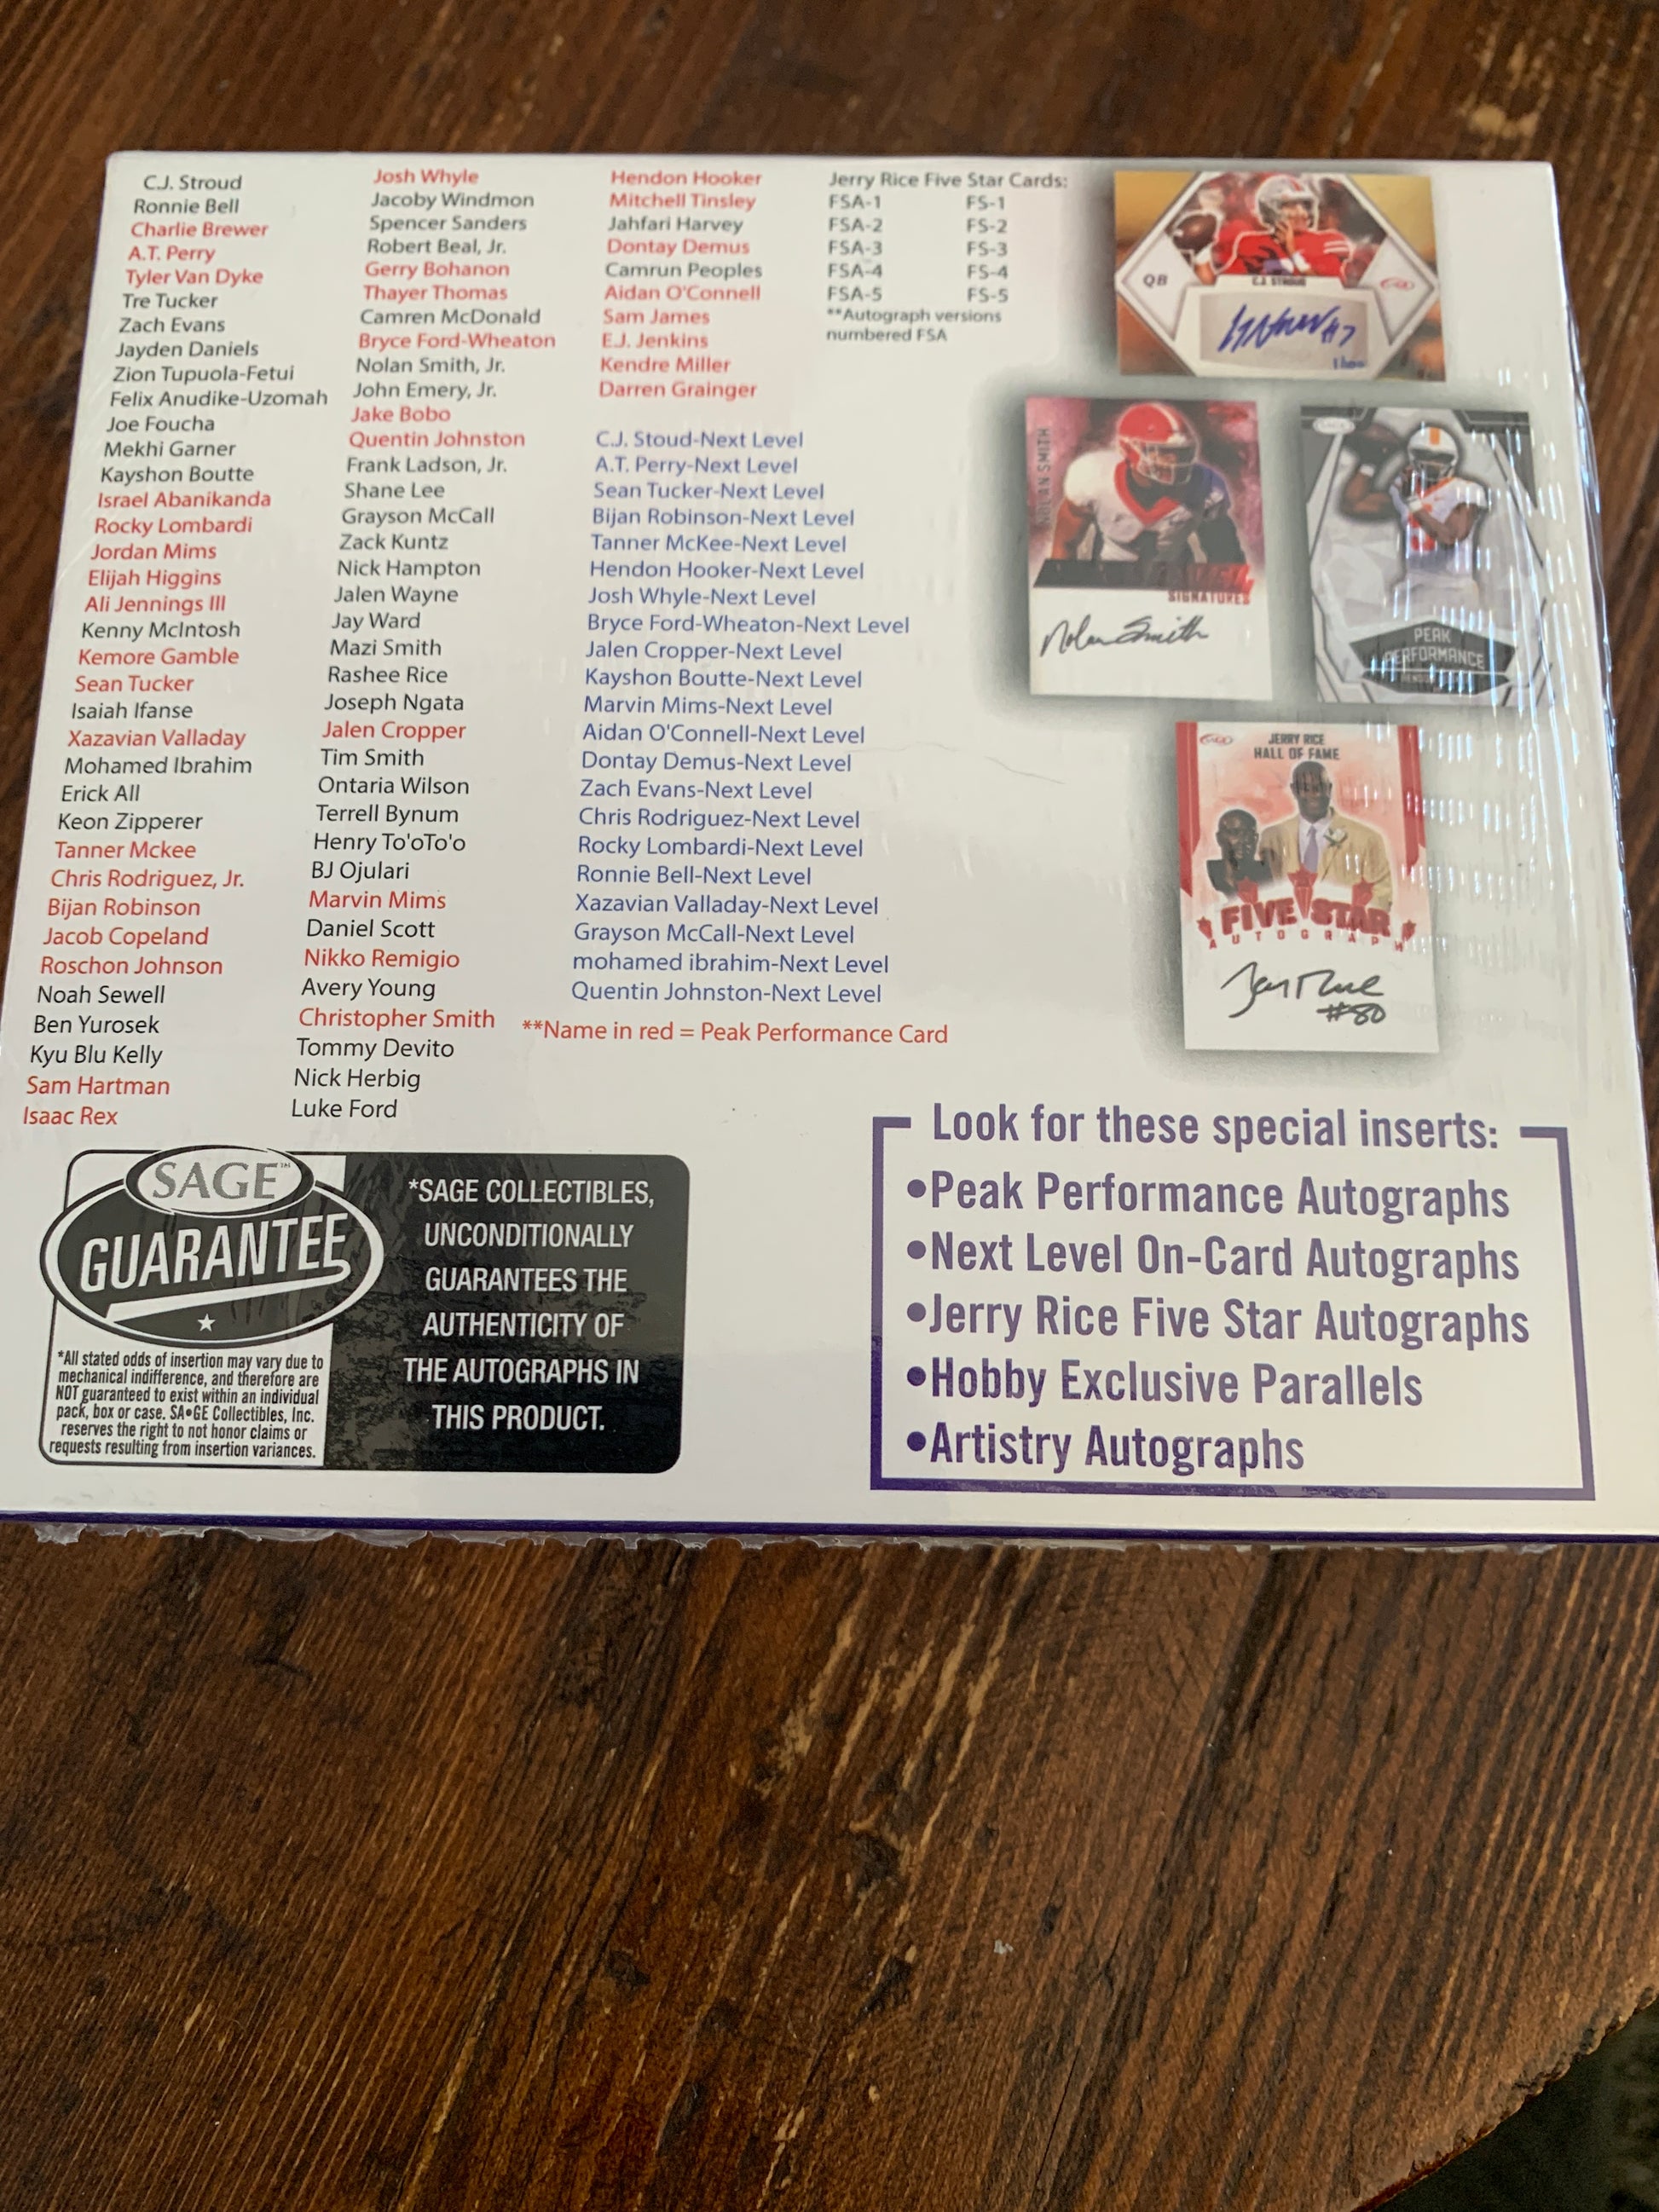 C.J. Stroud
Ronnie Bell
Charlie Brewer
A.T. Perry
Tyler Van Dyke
Tre Tucker
Zach Evans
Jayden Daniels
Zion Tupuola-Fetui
Felix Anudike-Uzomah
Joe Foucha
Mekhi Garner
Kayshon Boutte
Israel Abanikanda
Rocky Lombardi
Jordan Mims
Elijah Higgins
Ali Jennings III
Kenny McIntosh
Kemore Gamble
Sean Tucker
Isaiah Ifanse
Xazavian Valladay
Mohamed Ibrahim
Erick All
Keon Zipperer
Tanner Mckee
Chris Rodriguez, Jr.
Bijan Robinson
Jacob Copeland
Roschon Johnson
Noah Sewell
Ben Yurosek
Kyu Blu Kelly
Sam Hartman
Isaac Rex
Josh Whyle
Jacoby Windmon
Spencer Sanders
Robert Beal, Jr.
Gerry Bohanon
Thayer Thomas
Camren McDonald
Bryce Ford-Wheaton
Nolan Smith, Jr.
John Emery, Jr.
Jake Bobo
Quentin Johnston
Frank Ladson, Jr.
Shane Lee
Grayson McCall
Zack Kuntz
Nick Hampton
Jalen Wayne
Jay Ward
Mazi Smith
Rashee Rice
Joseph Ngata
Jalen Cropper
Tim Smith
Ontaria Wilson
Terrell Bynum
Henry To'oTo'o
BJ Ojulari
Marvin Mims
Daniel Scott
Nikko Remigio
Avery Young
Christopher Smith
Tommy Devito
Nick Herbig
Luke Ford
Hendon Hooker
Mitchell Tinsley
Jahfari Harvey
Dontay Demus
Camrun Peoples
Aidan O'Connell
Sam James
E.J. Jenkins
Kendre Miller
Darren Grainger
C.J. Stoud-Next Level
A.T. Perry-Next Level
Sean Tucker-Next Level
Bijan Robinson-Next Level
Tanner McKee-Next Level
Hendon Hooker-Next Level
Josh Whyle-Next Level
Bryce Ford-Wheaton-Next Level
Jalen Cropper-Next Level
Kayshon Boutte-Next Level
Marvin Mims-Next Level
Aidan O'Connell-Next Level
Dontay Demus-Next Level
Zach Evans-Next Level
Chris Rodriguez-Next Level
Rocky Lombardi-Next Level
Ronnie Bell-Next Level
Xazavian Valladay-Next Level
Grayson McCall-Next Level
mohamed ibrahim-Next Level
Quentin Johnston-Next Level
**Name in red = Peak Performance Card
Jerry Rice Five Star Cards:
FSA-1 FS-1
FSA-2 FS-2
FSA-3 FS-3
FSA-4 FS-4
FSA-5 FS-5
**Autograph versions
numbered FSA
QB
C.J. STROUD
#7
NOLAN SMITH
SIGNATURES
Nolan Smith
SAGE
PEAK
PERFORMANCE
SAGE
JERRY RICE
HALL OF FAME
FIVE STAR
AUTOGRAPH
Jerry Rice
#80
SAGE™
GUARANTEE
*All stated odds of insertion may vary due to
mechanical indifference, and therefore are
NOT guaranteed to exist within an individual
pack, box or case. SA•GE Collectibles, Inc.
reserves the right to not honor claims or
requests resulting from insertion variances.
*SAGE COLLECTIBLES,
UNCONDITIONALLY
GUARANTEES THE
AUTHENTICITY OF
THE AUTOGRAPHS IN
THIS PRODUCT.
Look for these special inserts:
•Peak Performance Autographs
•Next Level On-Card Autographs
•Jerry Rice Five Star Autographs
•Hobby Exclusive Parallels
•Artistry Autographs